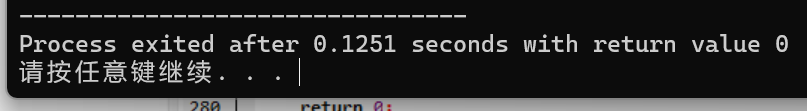 --------------------------------
Process exited after 0.1251 seconds with return value 0
请按任意键继续. . .
280 return 0;